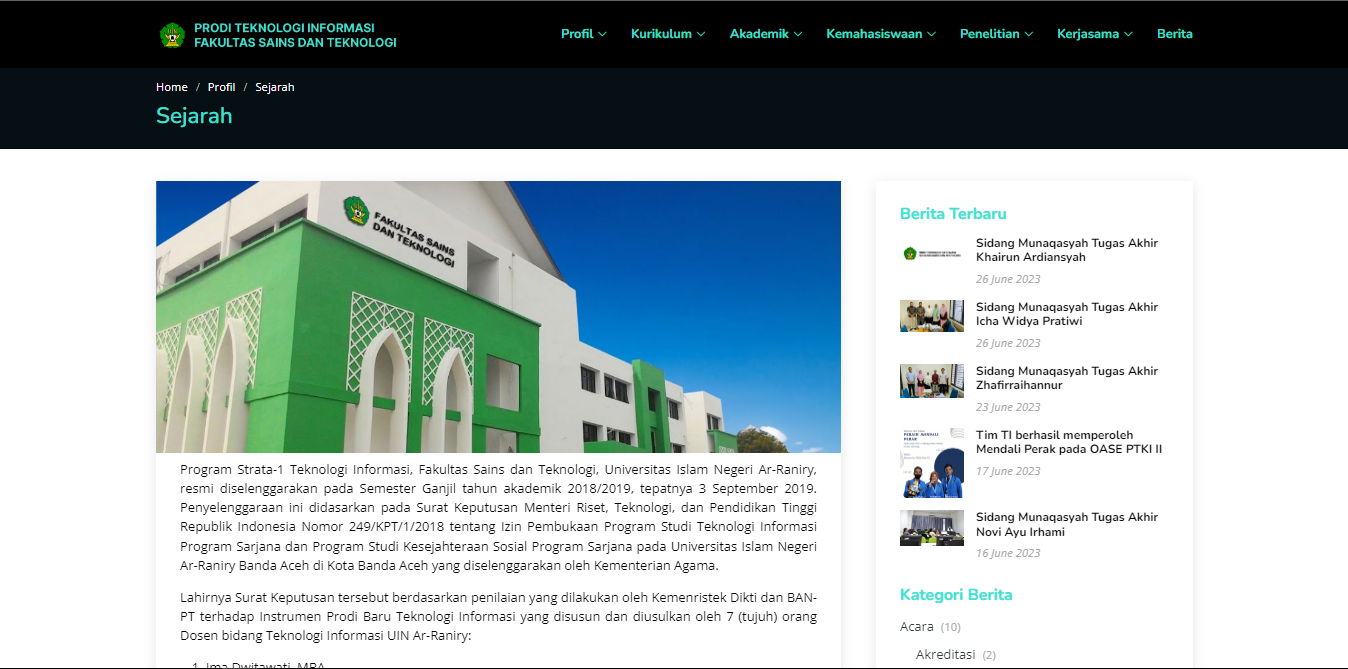 PRODI TEKNOLOGI INFORMASI
FAKULTAS SAINS DAN TEKNOLOGI
Profil
Kurikulum
Akademik
Kemahasiswaan
Penelitian
Kerjasama
Berita
Home / Profil / Sejarah
Sejarah
FAKULTAS SAINS
DAN TEKNOLOGI
Program Strata-1 Teknologi Informasi, Fakultas Sains dan Teknologi, Universitas Islam Negeri Ar-Raniry,
resmi diselenggarakan pada Semester Ganjil tahun akademik 2018/2019, tepatnya 3 September 2019.
Penyelenggaraan ini didasarkan pada Surat Keputusan Menteri Riset, Teknologi, dan Pendidikan Tinggi
Republik Indonesia Nomor 249/KPT/1/2018 tentang Izin Pembukaan Program Studi Teknologi Informasi
Program Sarjana dan Program Studi Kesejahteraan Sosial Program Sarjana pada Universitas Islam Negeri
Ar-Raniry Banda Aceh di Kota Banda Aceh yang diselenggarakan oleh Kementerian Agama.
Lahirnya Surat Keputusan tersebut berdasarkan penilaian yang dilakukan oleh Kemenristek Dikti dan BAN-
PT terhadap Instrumen Prodi Baru Teknologi Informasi yang disusun dan diusulkan oleh 7 (tujuh) orang
Dosen bidang Teknologi Informasi UIN Ar-Raniry:
1. Ima Dwitawati, MBA
Berita Terbaru
Sidang Munaqasyah Tugas Akhir
Khairun Ardiansyah
26 June 2023
Sidang Munaqasyah Tugas Akhir
Icha Widya Pratiwi
26 June 2023
Sidang Munaqasyah Tugas Akhir
Zhafirraihannur
23 June 2023
PERAIH MENDALI
PERAK
Tim TI berhasil memperoleh
Mendali Perak pada OASE PTKI II
17 June 2023
Sidang Munaqasyah Tugas Akhir
Novi Ayu Irhami
16 June 2023
Kategori Berita
Acara (10)
Akreditasi (2)